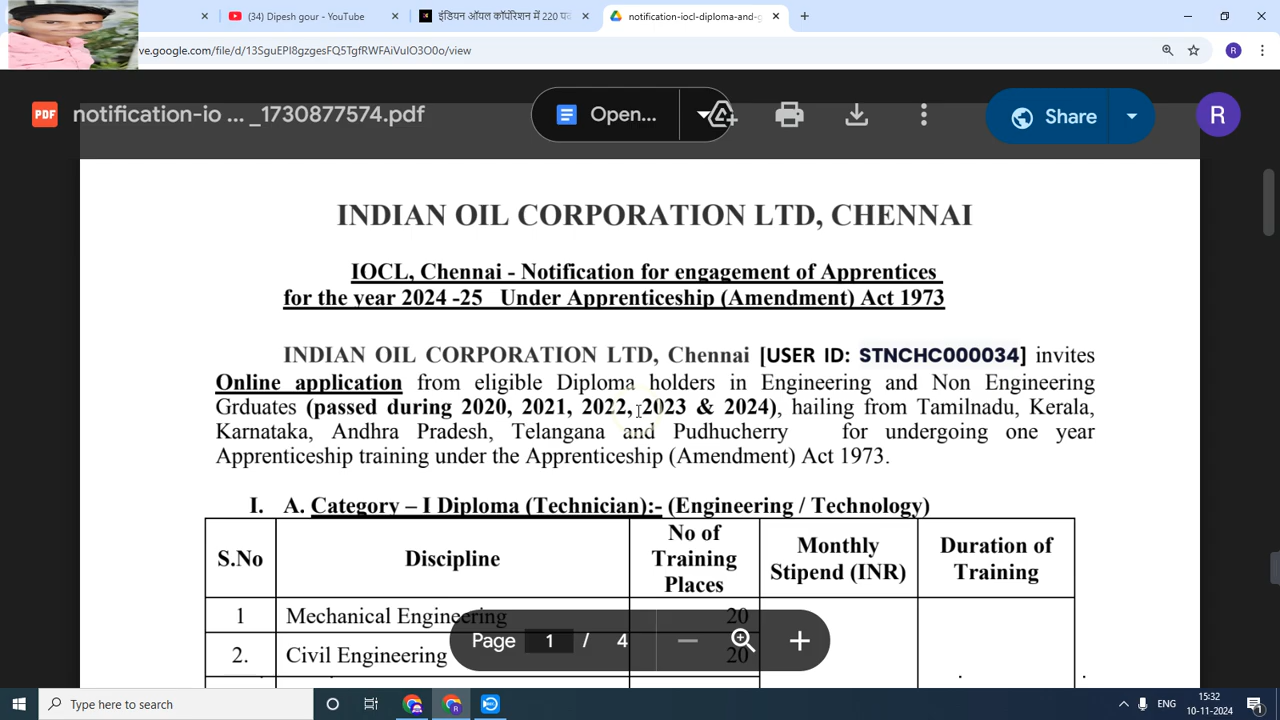 (34) Dipesh gour - YouTube
इंडियन ऑयल कॉर्पोरेशन में 220 प
notification-iocl-diploma-and-g
ve.google.com/file/d/13SguEPI8gzgesFQ5TgfRWFAiVuIO3O0o/view
R
PDF
notification-io ... _1730877574.pdf
Open...
Share
R
INDIAN OIL CORPORATION LTD, CHENNAI
IOCL, Chennai - Notification for engagement of Apprentices
for the year 2024 -25 Under Apprenticeship (Amendment) Act 1973
INDIAN OIL CORPORATION LTD, Chennai [USER ID: STNCHC000034] invites
Online application from eligible Diploma holders in Engineering and Non Engineering
Grduates (passed during 2020, 2021, 2022, 2023 & 2024), hailing from Tamilnadu, Kerala,
Karnataka, Andhra Pradesh, Telangana and Pudhucherry for undergoing one year
Apprenticeship training under the Apprenticeship (Amendment) Act 1973.
I. A. Category – I Diploma (Technician):- (Engineering / Technology)
S.No Discipline No of Training Places Monthly Stipend (INR) Duration of Training
1 Mechanical Engineering 20
2. Civil Engineering 20
Page 1 / 4
Type here to search
15:32
10-11-2024